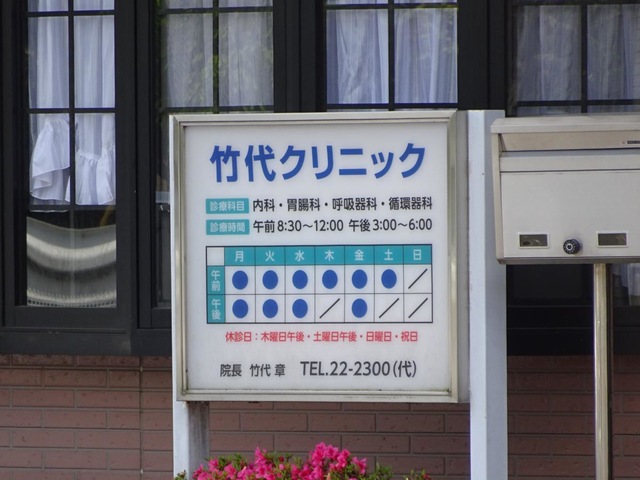 竹代クリニック
診療科目 内科・胃腸科・呼吸器科・循環器科
診療時間 午前8:30～12:00 午後3:00～6:00
月 火 水 木 金 土 日
午前 ● ● ● ● ● ● ／
午後 ● ● ● ／ ● ／ ／
休診日：木曜日午後・土曜日午後・日曜日・祝日
院長 竹代 章 TEL.22-2300(代)